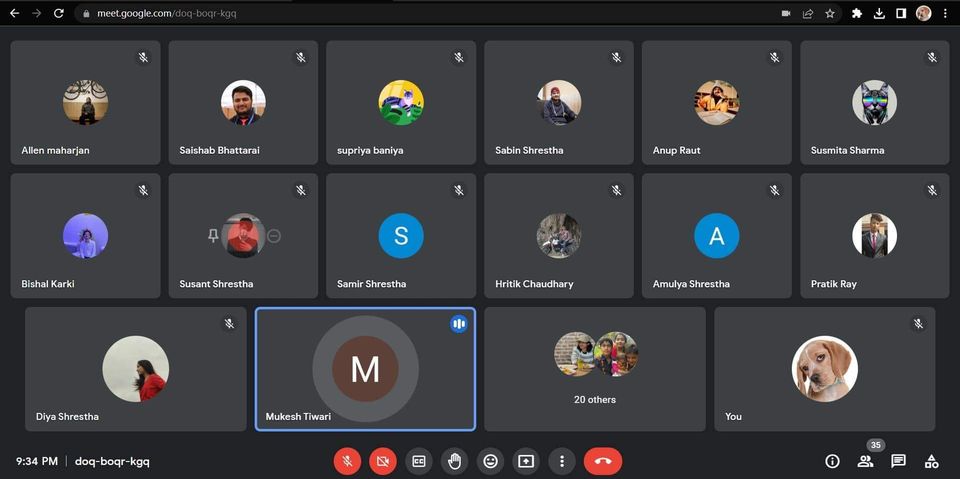 meet.google.com/doq-boqr-kgq
Allen maharjan
Saishab Bhattarai
supriya baniya
Sabin Shrestha
Anup Raut
Susmita Sharma
Bishal Karki
Susant Shrestha
S
Samir Shrestha
Hritik Chaudhary
A
Amulya Shrestha
Pratik Ray
Diya Shrestha
M
Mukesh Tiwari
20 others
You
9:34 PM | doq-boqr-kgq
CC
35